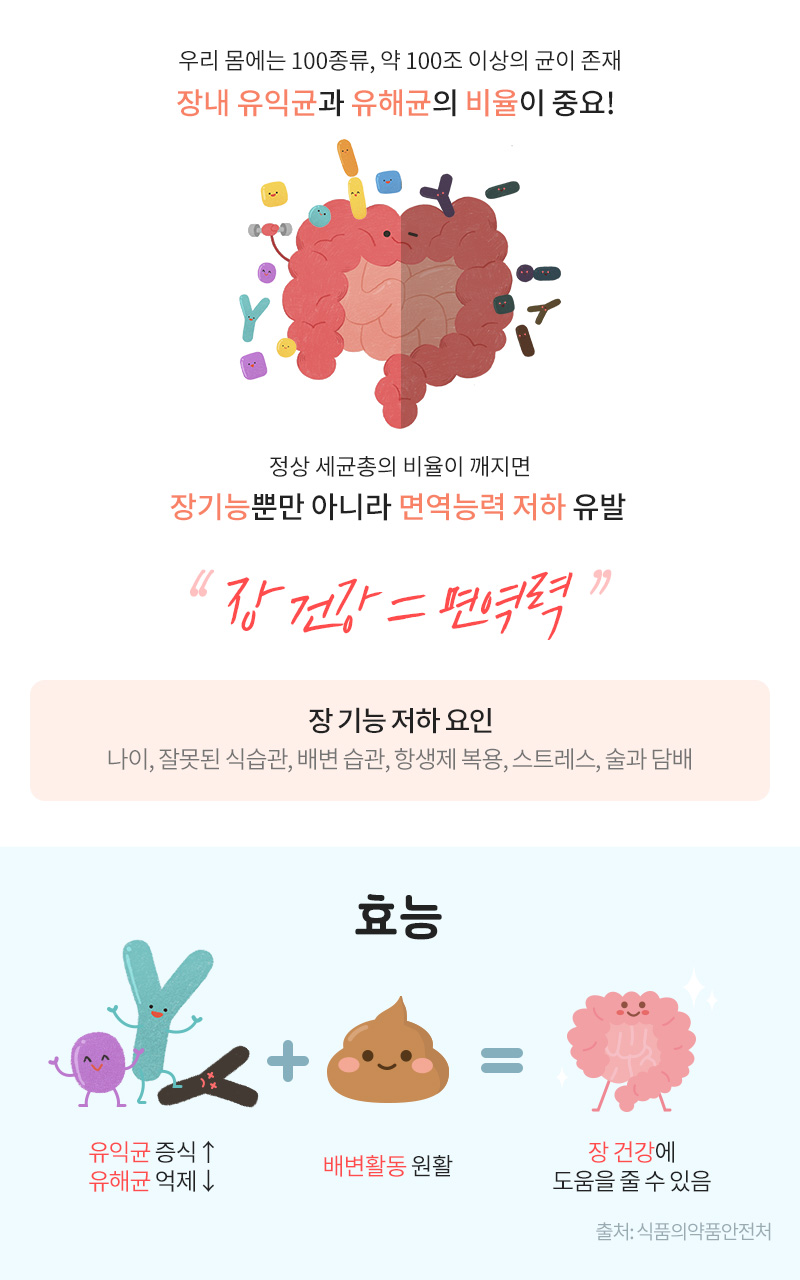 우리 몸에는 100종류, 약 100조 이상의 균이 존재
장내 유익균과 유해균의 비율이 중요!
정상 세균총의 비율이 깨지면
장기능뿐만 아니라 면역능력 저하 유발
“ 장 건강 = 면역력 ”
장 기능 저하 요인
나이, 잘못된 식습관, 배변 습관, 항생제 복용, 스트레스, 술과 담배
효능
유익균 증식↑
유해균 억제↓
배변활동 원활
장 건강에
도움을 줄 수 있음
출처: 식품의약품안전처